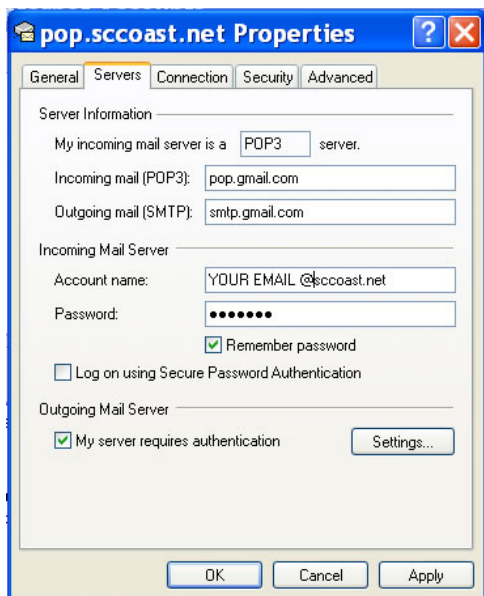 pop.sccoast.net Properties
General Servers Connection Security Advanced
Server Information
My incoming mail server is a POP3 server.
Incoming mail (POP3): pop.gmail.com
Outgoing mail (SMTP): smtp.gmail.com
Incoming Mail Server
Account name: YOUR EMAIL @sccoast.net
Password: ●●●●●●●
Remember password
Log on using Secure Password Authentication
Outgoing Mail Server
My server requires authentication Settings...
OK Cancel Apply